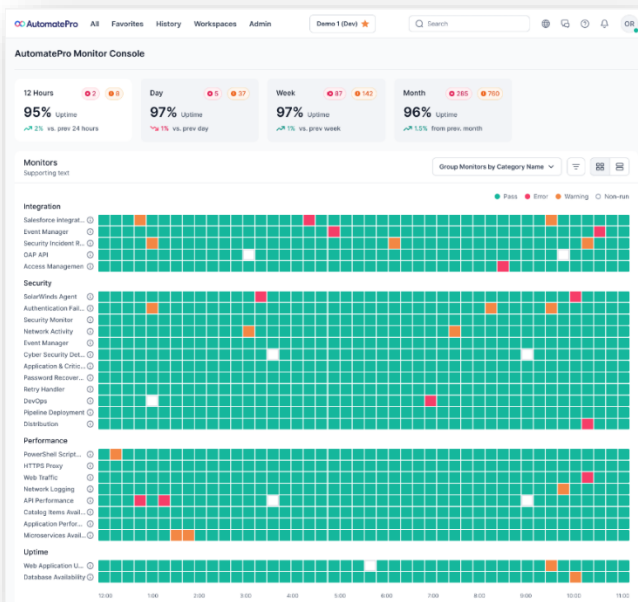 AutomatePro All Favorites History Workspaces Admin Demo 1 (Dev) Search OR
AutomatePro Monitor Console
12 Hours 2 8
95% Uptime
2% vs. prev 24 hours
Day 5 37
97% Uptime
1% vs. prev day
Week 87 142
97% Uptime
1% vs. prev week
Month 285 780
96% Uptime
1.5% from prev. month
Monitors
Supporting text
Group Monitors by Category Name
Pass Error Warning Non-run
Integration
Salesforce Integrat...
Event Manager
Security Incident R...
OAP API
Access Managemen
Security
SolarWinds Agent
Authentication Fail...
Security Monitor
Network Activity
Event Manager
Cyber Security Det...
Application & Critic...
Password Recover...
Retry Handler
DevOps
Pipeline Deployment
Distribution
Performance
PowerShell Script...
HTTPS Proxy
Web Traffic
Network Logging
API Performance
Catalog Items Avail...
Application Perfor...
Microservices Avail...
Uptime
Web Application U...
Database Availability
12:00 1:00 2:00 3:00 4:00 5:00 6:00 7:00 8:00 9:00 10:00 11:00